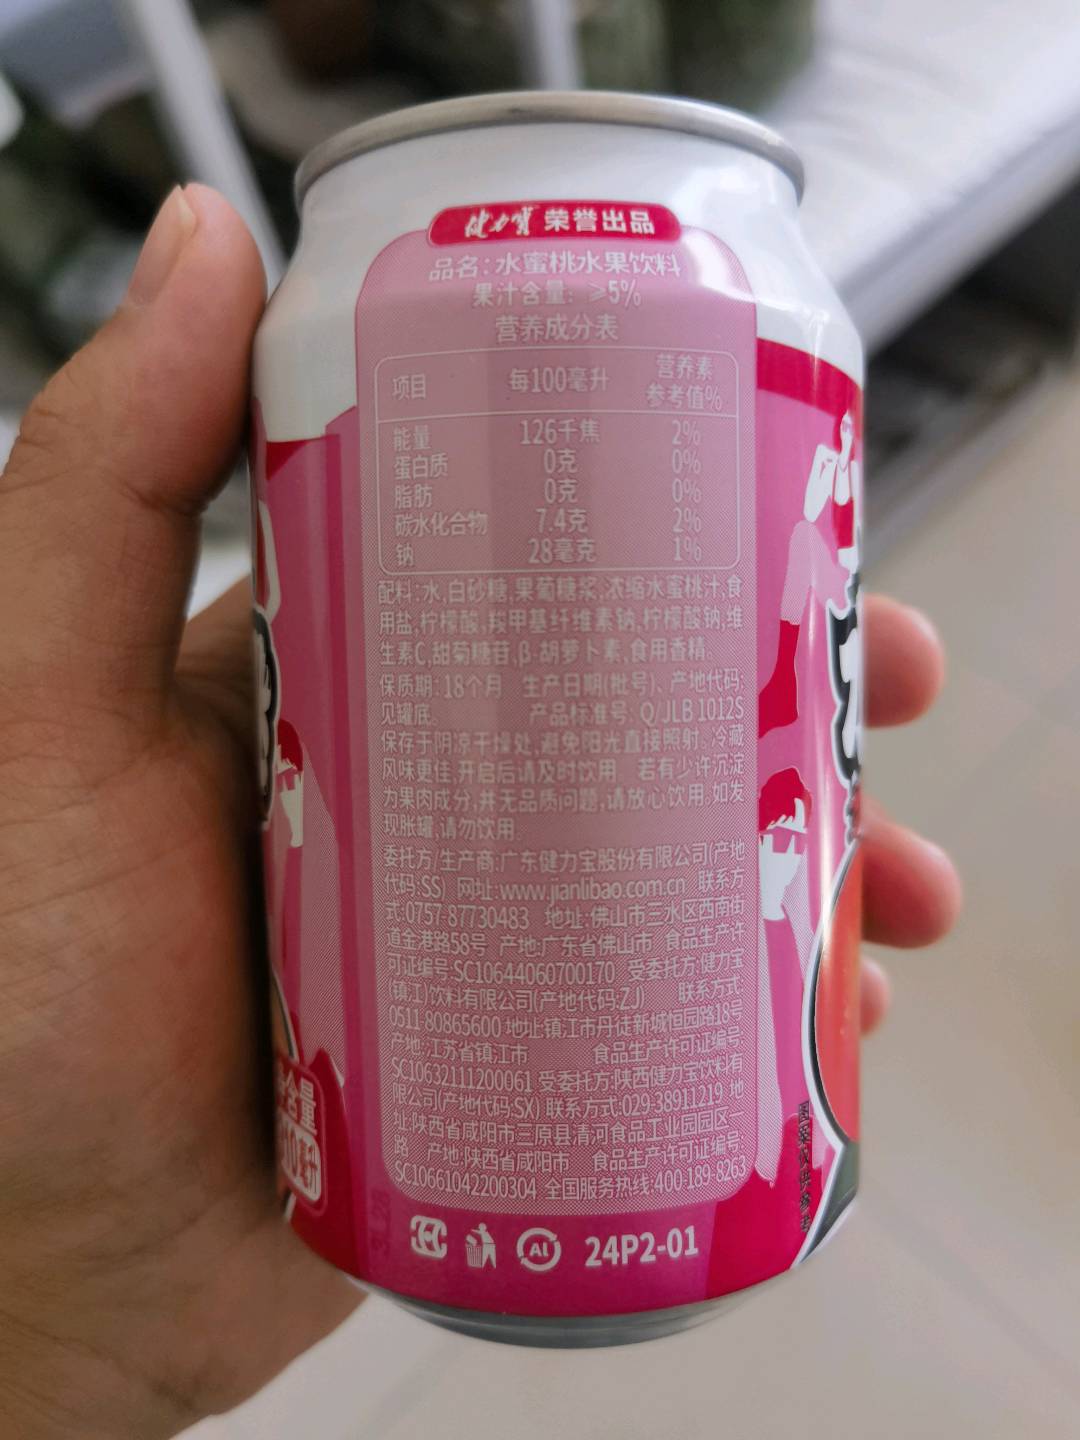 健力宝 荣誉出品
品名:水蜜桃水果饮料
果汁含量: ≥5%
营养成分表
项目 每100毫升 营养素参考值%
能量 126千焦 2%
蛋白质 0克 0%
脂肪 0克 0%
碳水化合物 7.4克 2%
钠 28毫克 1%
配料:水,白砂糖,果葡糖浆,浓缩水蜜桃汁,食
用盐,柠檬酸,羧甲基纤维素钠,柠檬酸钠,维
生素C,甜菊糖苷,β-胡萝卜素,食用香精。
保质期:18个月 生产日期(批号)、产地代码:
见罐底。 产品标准号: Q/JLB 1012S
保存于阴凉干燥处,避免阳光直接照射。冷藏
风味更佳,开启后请及时饮用。若有少许沉淀
为果肉成分,并无品质问题,请放心饮用。如发
现胀罐,请勿饮用。
委托方/生产商:广东健力宝股份有限公司(产地
代码:SS) 网址:www.jianlibao.com.cn 联系方
式:0757-87730483 地址:佛山市三水区西南街
道金港路58号 产地:广东省佛山市 食品生产许
可证编号:SC10644060700170 受委托方:健力宝
(镇江)饮料有限公司(产地代码:ZJ) 联系方式:
0511-80865600 地址:镇江市丹徒新城恒园路18号
产地:江苏省镇江市 食品生产许可证编号:
SC10632111200061 受委托方:陕西健力宝饮料有
限公司(产地代码:SX) 联系方式:029-38911219 地
址:陕西省咸阳市三原县清河食品工业园园区一
路 产地:陕西省咸阳市 食品生产许可证编号:
SC10661042200304 全国服务热线:400-189-8263
AL 24P2-01
含量
10毫升
图案仅供参考